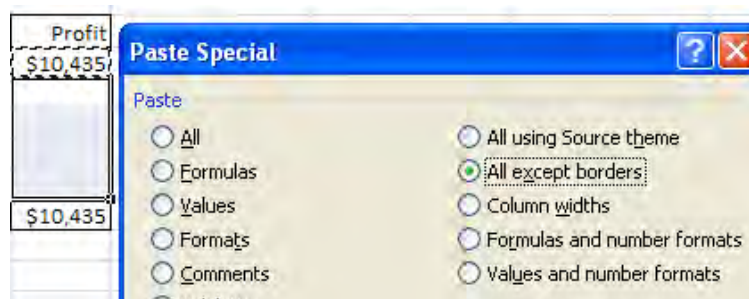 Profit
$10,435
$10,435
Paste Special
?
Paste
All
Formulas
Values
Formats
Comments
All using Source theme
All except borders
Column widths
Formulas and number formats
Values and number formats